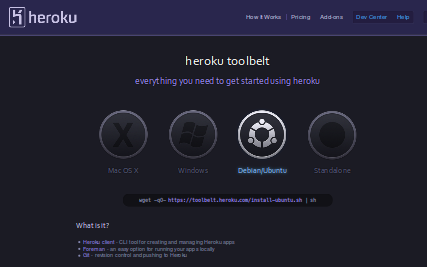 heroku
How it Works Pricing Add-ons Dev Center Help
heroku toolbelt
everything you need to get started using heroku
Mac OS X Windows Debian/Ubuntu Standalone
wget -qO- https://toolbelt.heroku.com/install-ubuntu.sh | sh
What is it?
Heroku client - CLI tool for creating and managing Heroku apps
Foreman - an easy option for running your apps locally
Git - revision control and pushing to Heroku